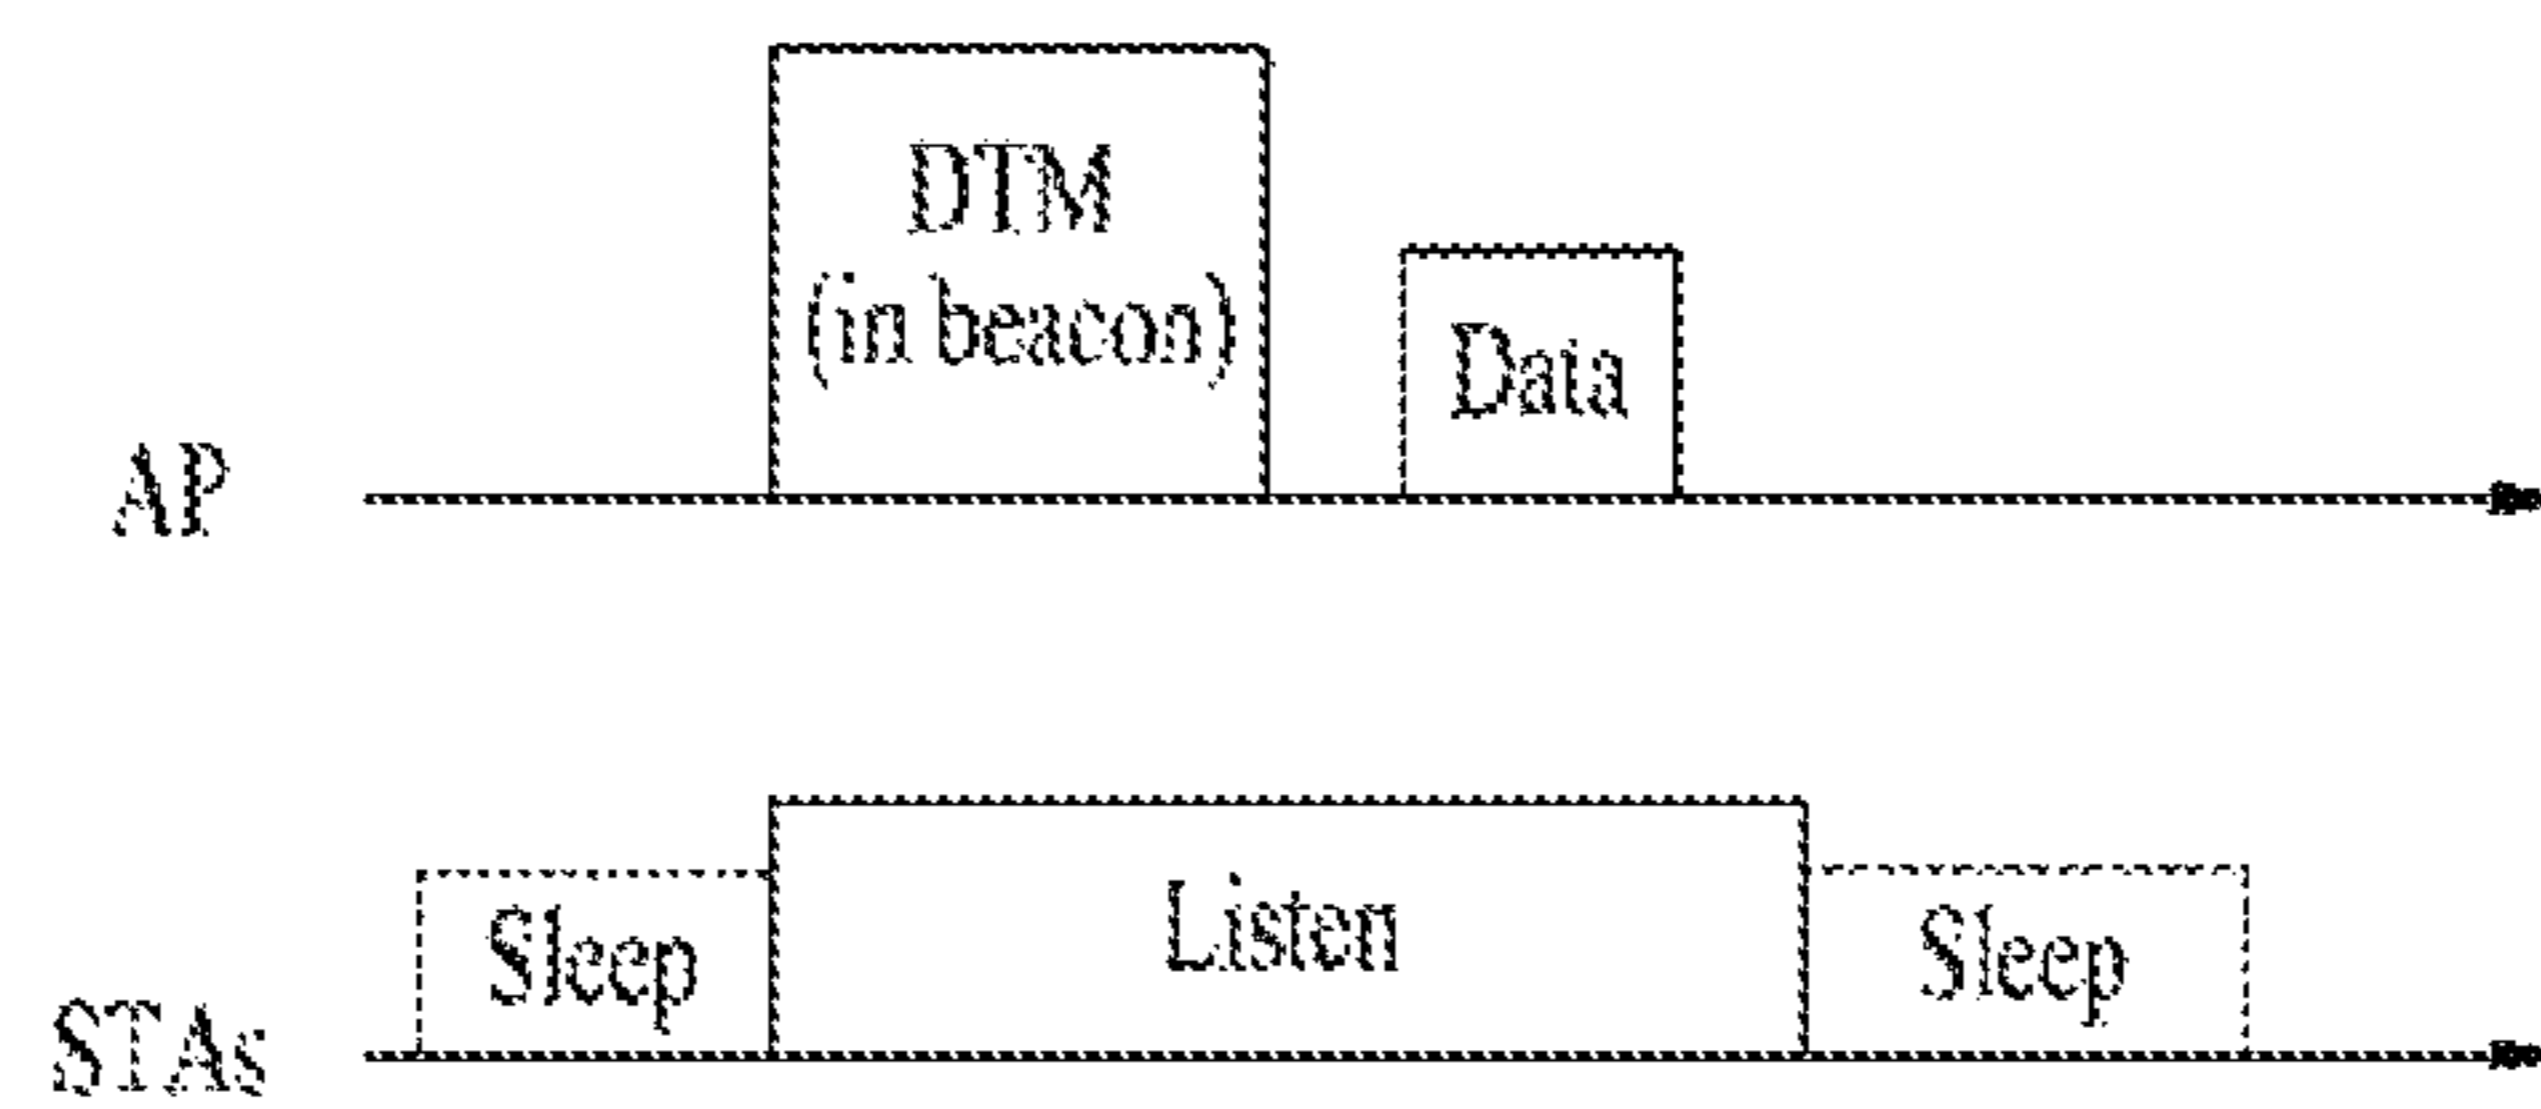 DTM
(in beacon)
Data
AP
Sleep
Listen
Sleep
STAs